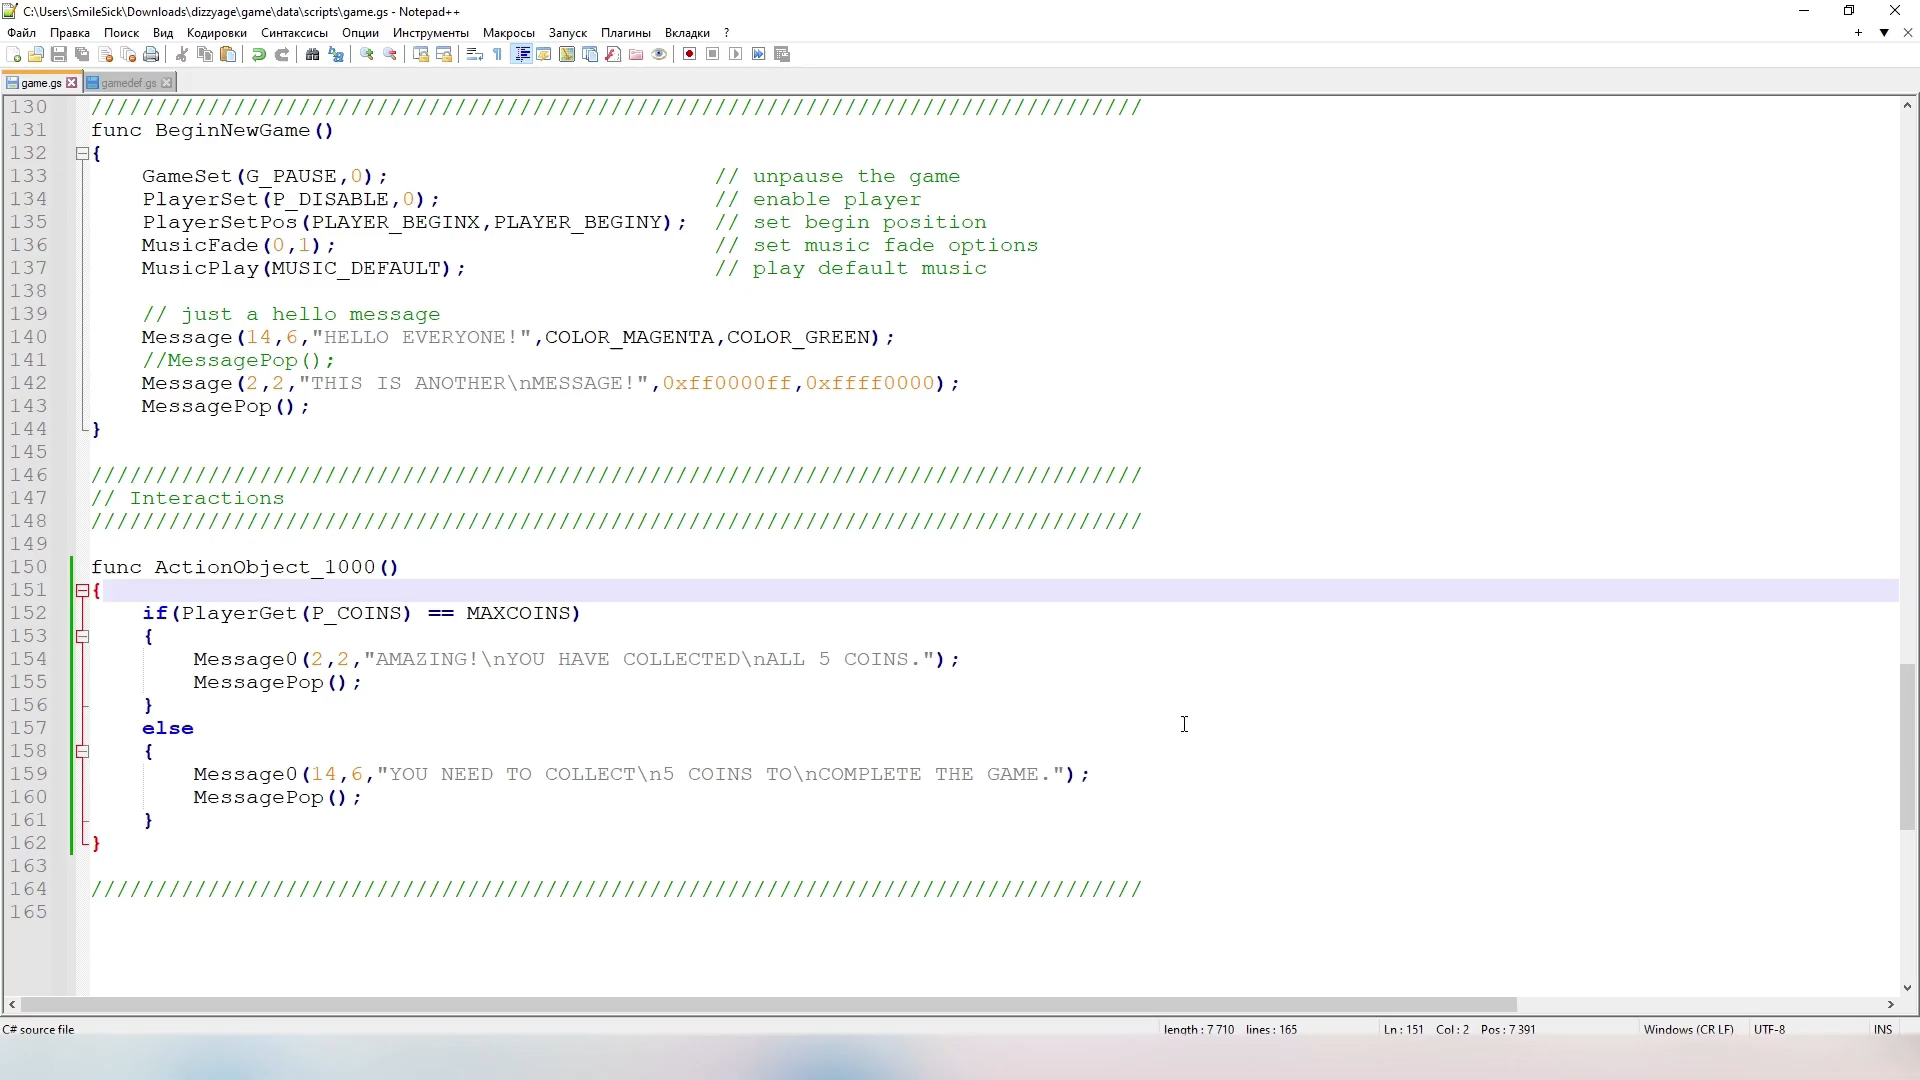 C:\Users\SmileSick\Downloads\dizzyage\game\data\scripts\game.gs - Notepad++
Файл Правка Поиск Вид Кодировки Синтаксисы Опции Инструменты Макросы Запуск Плагины Вкладки ?
game.gs gamedef.gs
130 //////////////////////////////////////////////////////////////////////////////////
131 func BeginNewGame()
132 {
133 GameSet(G_PAUSE,0); // unpause the game
134 PlayerSet(P_DISABLE,0); // enable player
135 PlayerSetPos(PLAYER_BEGINX,PLAYER_BEGINY); // set begin position
136 MusicFade(0,1); // set music fade options
137 MusicPlay(MUSIC_DEFAULT); // play default music
138
139 // just a hello message
140 Message(14,6,"HELLO EVERYONE!",COLOR_MAGENTA,COLOR_GREEN);
141 //MessagePop();
142 Message(2,2,"THIS IS ANOTHER\nMESSAGE!",0xff0000ff,0xffff0000);
143 MessagePop();
144 }
145
146 //////////////////////////////////////////////////////////////////////////////////
147 // Interactions
148 //////////////////////////////////////////////////////////////////////////////////
149
150 func ActionObject_1000()
151 {
152 if(PlayerGet(P_COINS) == MAXCOINS)
153 {
154 Message0(2,2,"AMAZING!\nYOU HAVE COLLECTED\nALL 5 COINS.");
155 MessagePop();
156 }
157 else
158 {
159 Message0(14,6,"YOU NEED TO COLLECT\n5 COINS TO\nCOMPLETE THE GAME.");
160 MessagePop();
161 }
162 }
163
164 //////////////////////////////////////////////////////////////////////////////////
165
C# source file length : 7 710 lines : 165 Ln : 151 Col : 2 Pos : 7 391 Windows (CR LF) UTF-8 INS